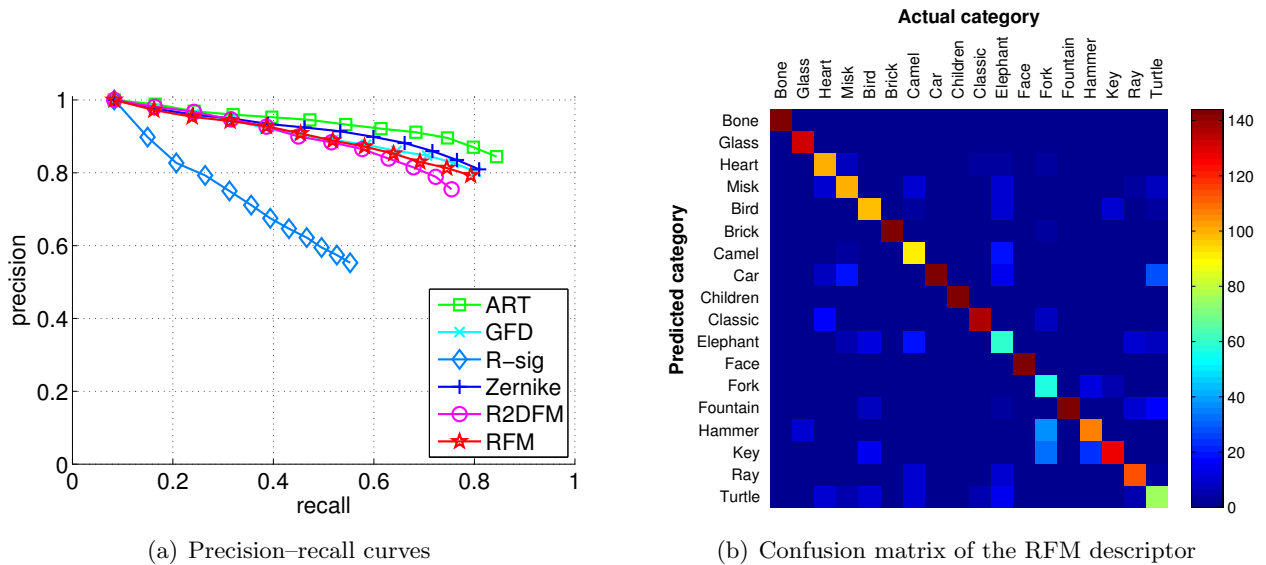 1
0.8
0.6
0.4
0.2
0
0.2
0.4
0.6
0.8
1
precision
recall
ART
GFD
R−sig
Zernike
R2DFM
RFM
(a) Precision–recall curves
Actual category
Bone
Glass
Heart
Misk
Bird
Brick
Camel
Car
Children
Classic
Elephant
Face
Fork
Fountain
Hammer
Key
Ray
Turtle
Predicted category
Bone
Glass
Heart
Misk
Bird
Brick
Camel
Car
Children
Classic
Elephant
Face
Fork
Fountain
Hammer
Key
Ray
Turtle
140
120
100
80
60
40
20
0
(b) Confusion matrix of the RFM descriptor